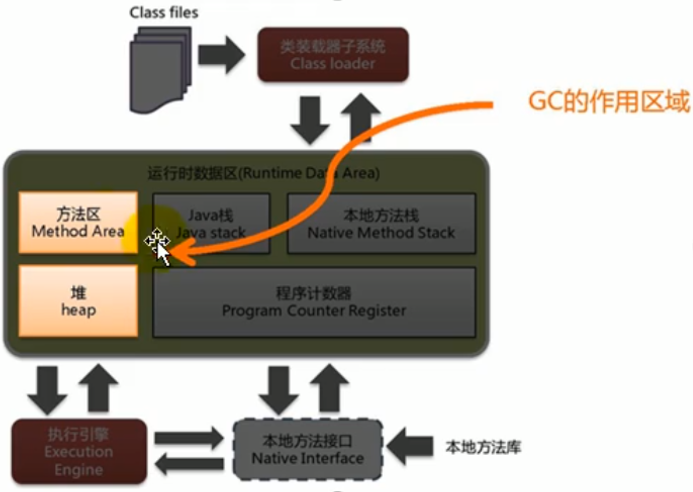 Class files
类装载器子系统
Class loader
GC的作用区域
运行时数据区(Runtime Data Area)
方法区
Method Area
Java栈
Java stack
本地方法栈
Native Method Stack
堆
heap
程序计数器
Program Counter Register
执行引擎
Execution
Engine
本地方法接口
Native Interface
本地方法库